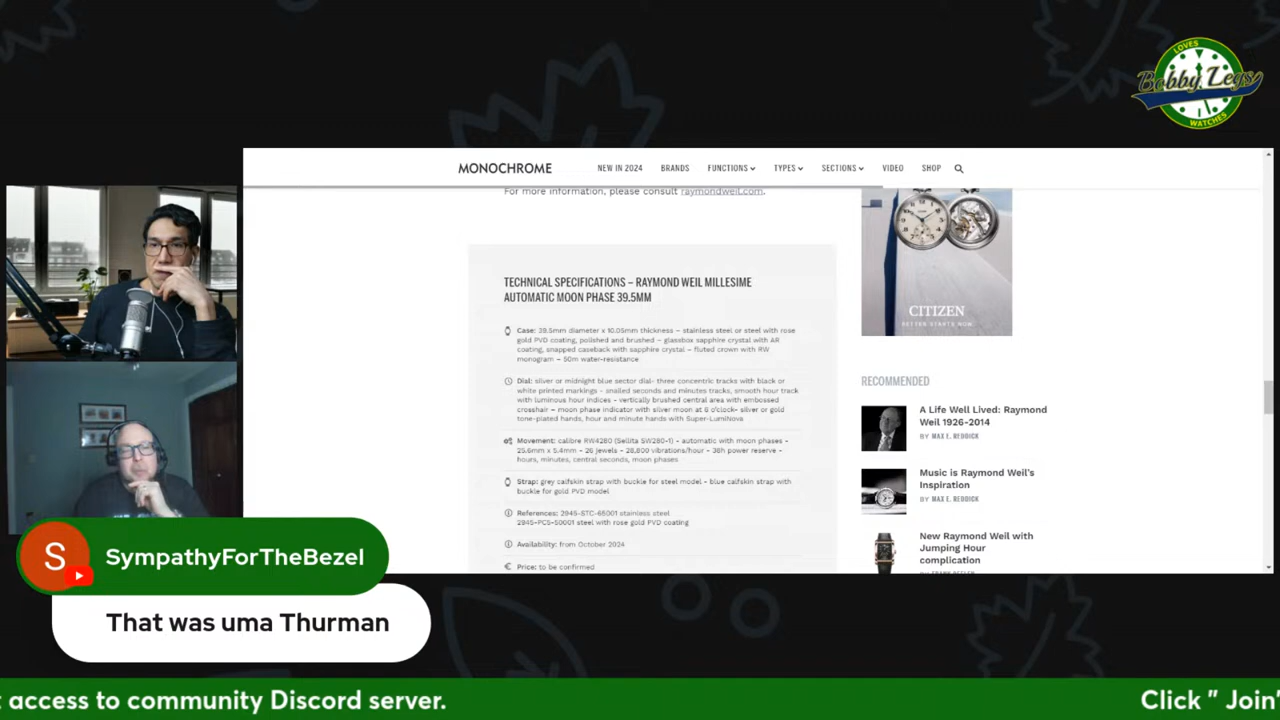 LOVES
Bobby Legs
WATCHES
MONOCHROME
NEW IN 2024 BRANDS FUNCTIONS TYPES SECTIONS VIDEO SHOP
For more information, please consult raymondweil.com.
TECHNICAL SPECIFICATIONS – RAYMOND WEIL MILLESIME
AUTOMATIC MOON PHASE 39.5MM
Case: 39.5mm diameter x 10.05mm thickness – stainless steel or steel with rose
gold PVD coating, polished and brushed – glassbox sapphire crystal with AR
coating, snapped caseback with sapphire crystal – fluted crown with RW
monogram – 50m water-resistance
Dial: silver or midnight blue sector dial- three concentric tracks with black or
white printed markings – snailed seconds and minutes tracks, smooth hour track
with luminous hour indices – vertically brushed central area with embossed
crosshair – moon phase indicator with silver moon at 6 o'clock- silver or gold
tone-plated hands, hour and minute hands with Super-LumiNova
Movement: calibre RW4280 (Sellita SW280-1) - automatic with moon phases -
25.6mm x 5.4mm - 26 jewels - 28,800 vibrations/hour - 38h power reserve -
hours, minutes, central seconds, moon phases
Strap: grey calfskin strap with buckle for steel model - blue calfskin strap with
buckle for gold PVD model
References: 2945-STC-65001 stainless steel
2945-PC5-50001 steel with rose gold PVD coating
Availability: from October 2024
Price: to be confirmed
CITIZEN
BETTER STARTS NOW
RECOMMENDED
A Life Well Lived: Raymond
Weil 1926-2014
BY MAX E. REDDICK
Music is Raymond Weil's
Inspiration
BY MAX E. REDDICK
New Raymond Weil with
Jumping Hour
complication
S
SympathyForTheBezel
That was uma Thurman
t access to community Discord server.
Click " Join"